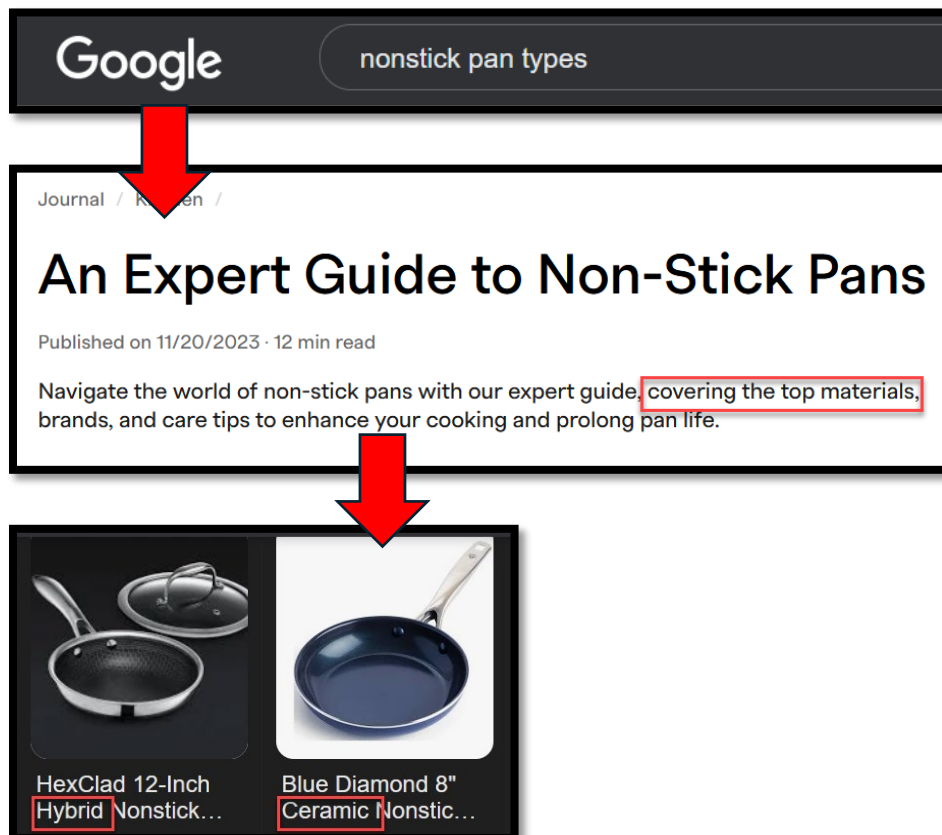 Google
nonstick pan types
Journal / /
An Expert Guide to Non-Stick Pans
Published on 11/20/2023 · 12 min read
Navigate the world of non-stick pans with our expert guide, covering the top materials,
brands, and care tips to enhance your cooking and prolong pan life.
HexClad 12-Inch
Hybrid Nonstick...
Blue Diamond 8"
Ceramic Nonstic...